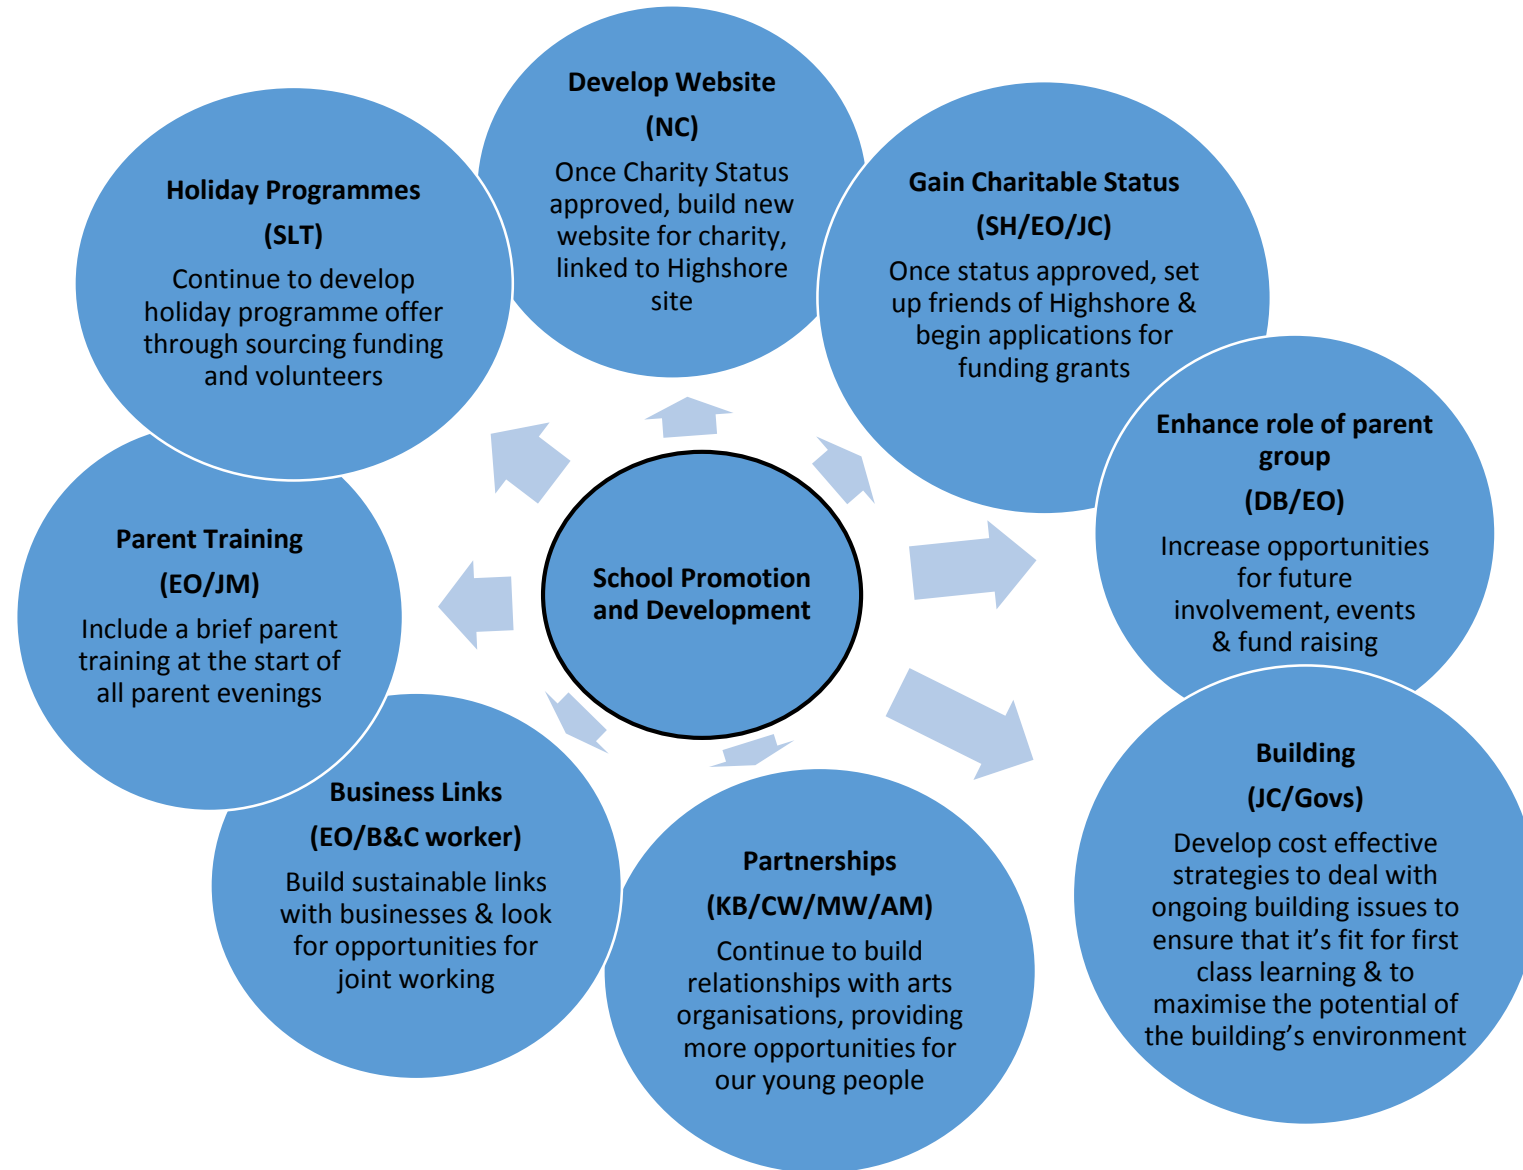 Develop Website
(NC)
Once Charity Status
approved, build new
website for charity,
linked to Highshore
site
Gain Charitable Status
(SH/EO/JC)
Once status approved, set
up friends of Highshore &
begin applications for
funding grants
Enhance role of parent
group
(DB/EO)
Increase opportunities
for future
involvement, events
& fund raising
Building
(JC/Govs)
Develop cost effective
strategies to deal with
ongoing building issues to
ensure that it’s fit for first
class learning & to
maximise the potential of
the building’s environment
Partnerships
(KB/CW/MW/AM)
Continue to build
relationships with arts
organisations, providing
more opportunities for
our young people
Business Links
(EO/B&C worker)
Build sustainable links
with businesses & look
for opportunities for
joint working
Parent Training
(EO/JM)
Include a brief parent
training at the start of
all parent evenings
Holiday Programmes
(SLT)
Continue to develop
holiday programme offer
through sourcing funding
and volunteers
School Promotion
and Development